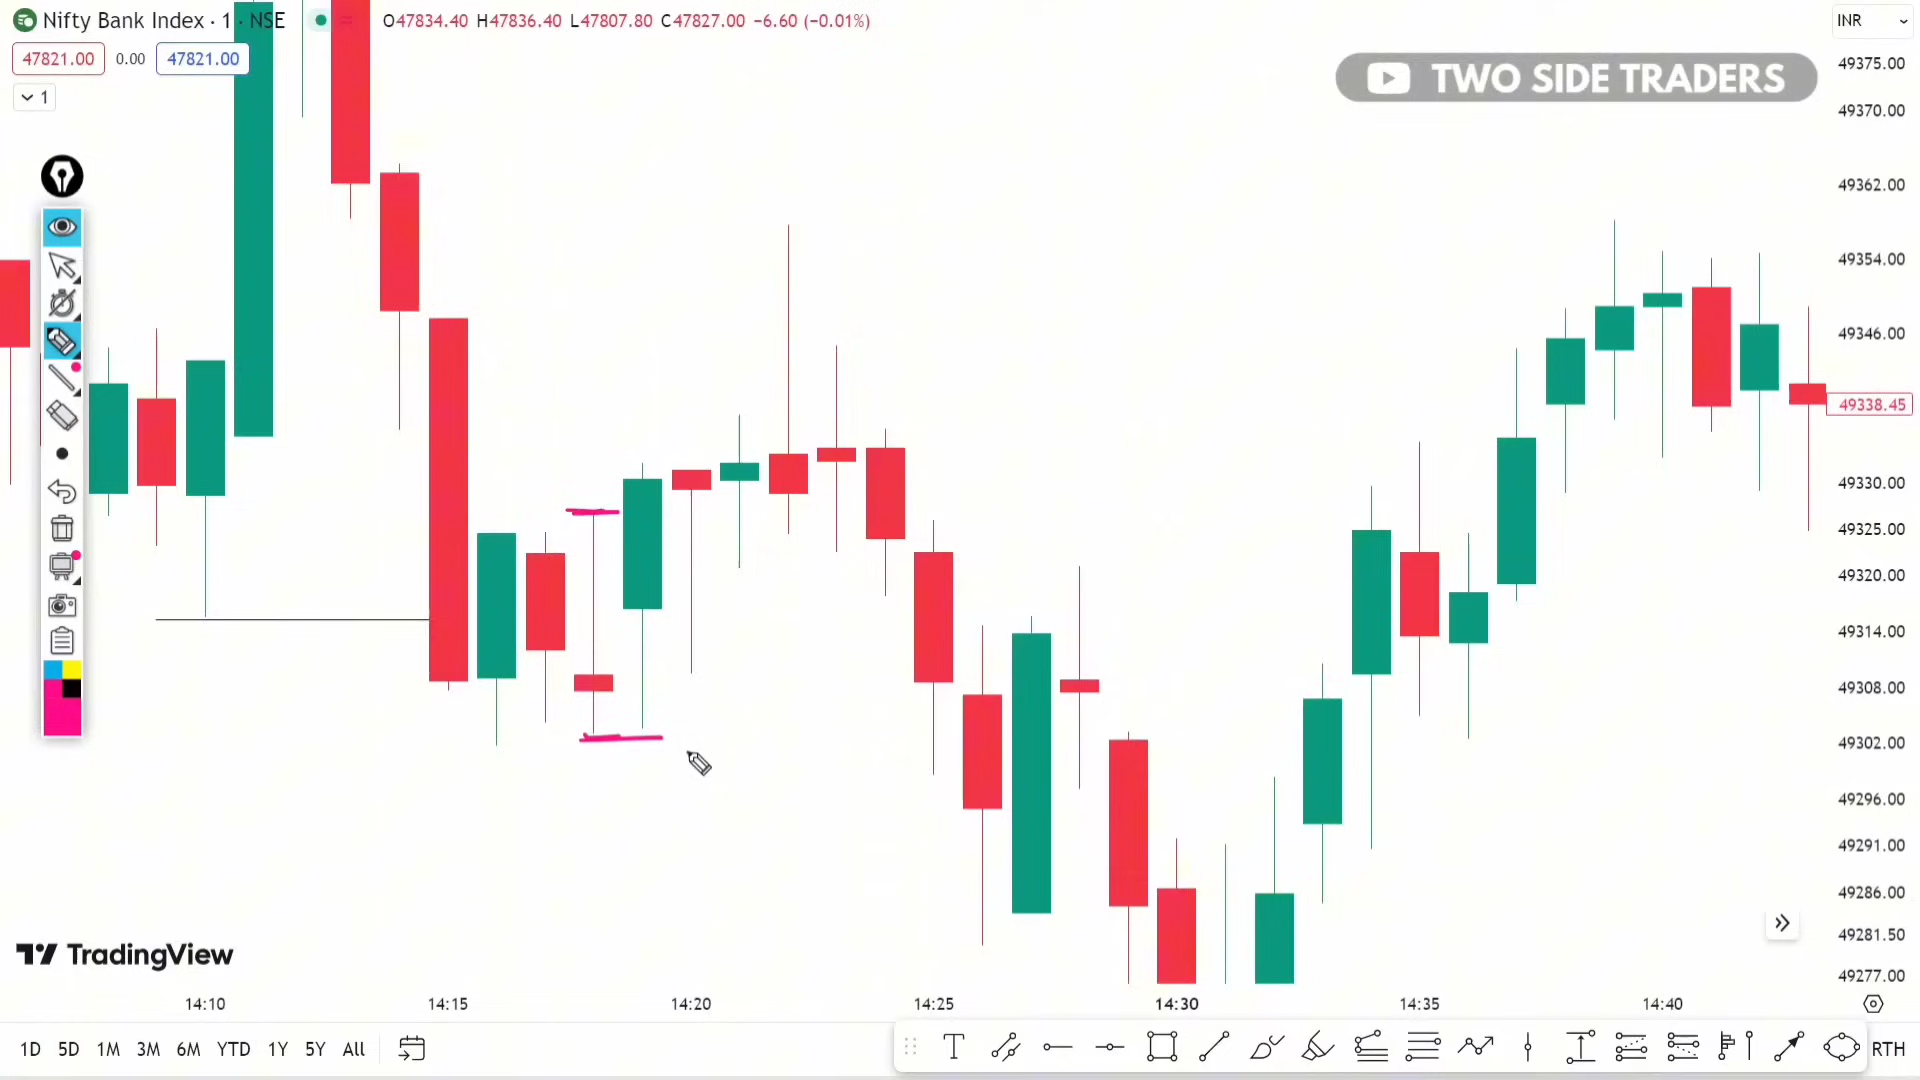 Nifty Bank Index · 1 · NSE
O47834.40 H47836.40 L47807.80 C47827.00 −6.60 (−0.01%)
INR
47821.00 0.00 47821.00
1
TWO SIDE TRADERS
49375.00
49370.00
49362.00
49354.00
49346.00
49338.45
49330.00
49325.00
49320.00
49314.00
49308.00
49302.00
49296.00
49291.00
49286.00
49281.50
49277.00
TradingView
14:10 14:15 14:20 14:25 14:30 14:35 14:40
1D 5D 1M 3M 6M YTD 1Y 5Y All
RTH